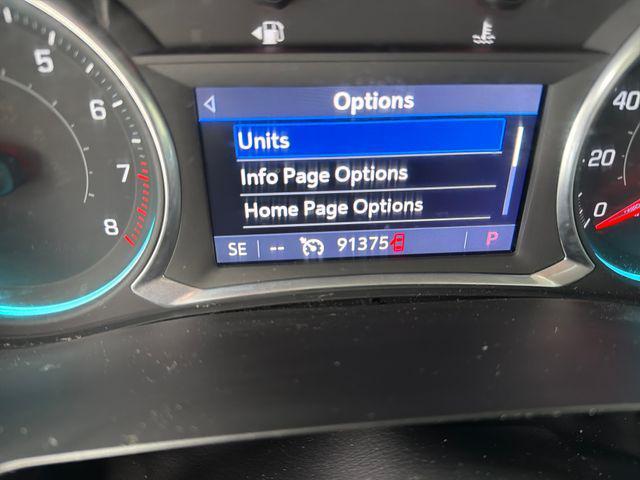 Options
Units
Info Page Options
Home Page Options
SE -- 91375 P
5
6
7
8
40
20
0